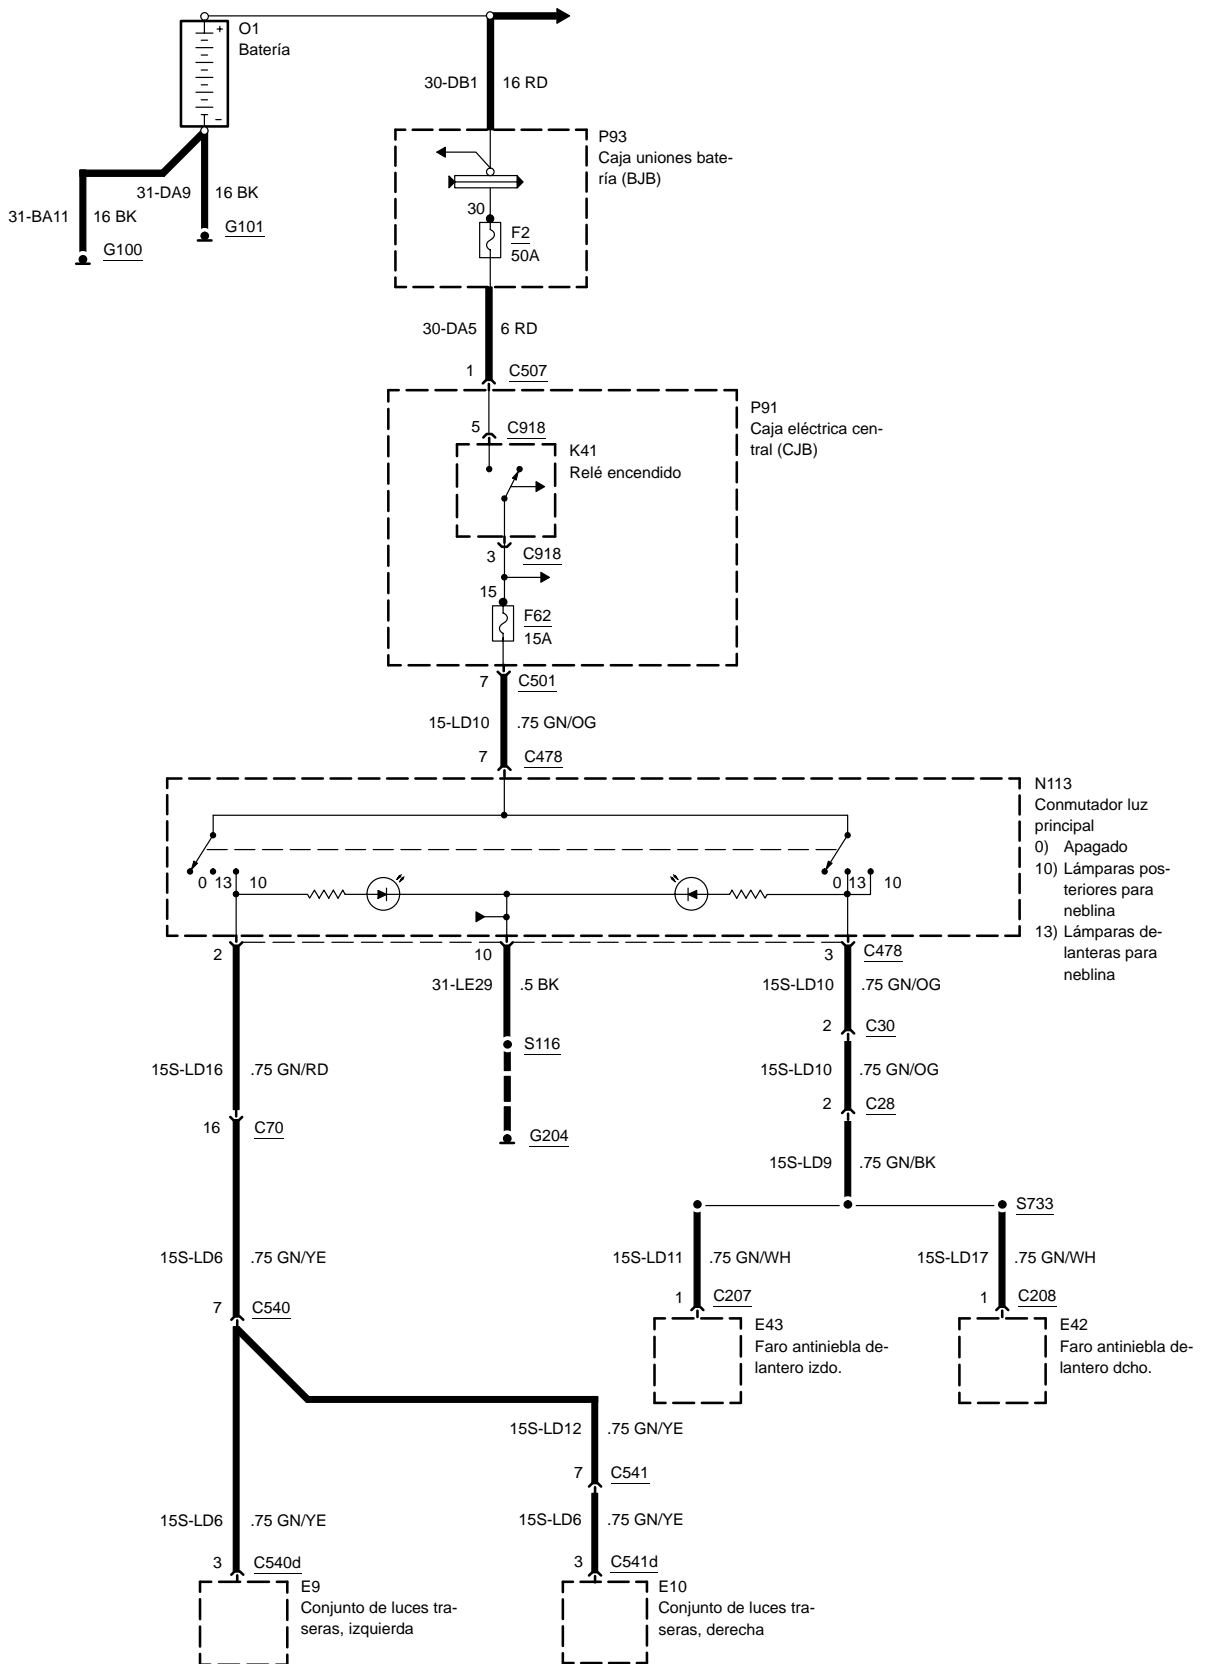 +
O1
Batería
−
30-DB1
16 RD
31-BA11
16 BK
31-DA9
16 BK
G100
G101
P93
Caja uniones bate-
ría (BJB)
30
F2
50A
30-DA5
6 RD
1
C507
P91
Caja eléctrica cen-
tral (CJB)
5
C918
K41
Relé encendido
3
C918
15
F62
15A
7
C501
15-LD10
.75 GN/OG
7
C478
N113
Conmutador luz
principal
0) Apagado
10) Lámparas pos-
teriores para
neblina
13) Lámparas de-
lanteras para
neblina
0 13 10
0 13 10
2
10
3
C478
31-LE29
.5 BK
15S-LD10
.75 GN/OG
S116
2
C30
15S-LD16
.75 GN/RD
15S-LD10
.75 GN/OG
2
C28
16
C70
G204
15S-LD9
.75 GN/BK
S733
15S-LD6
.75 GN/YE
15S-LD11
.75 GN/WH
15S-LD17
.75 GN/WH
7
C540
1
C207
1
C208
E43
Faro antiniebla de-
lantero izdo.
E42
Faro antiniebla de-
lantero dcho.
15S-LD12
.75 GN/YE
7
C541
15S-LD6
.75 GN/YE
15S-LD6
.75 GN/YE
3
C540d
3
C541d
E9
Conjunto de luces tra-
seras, izquierda
E10
Conjunto de luces tra-
seras, derecha